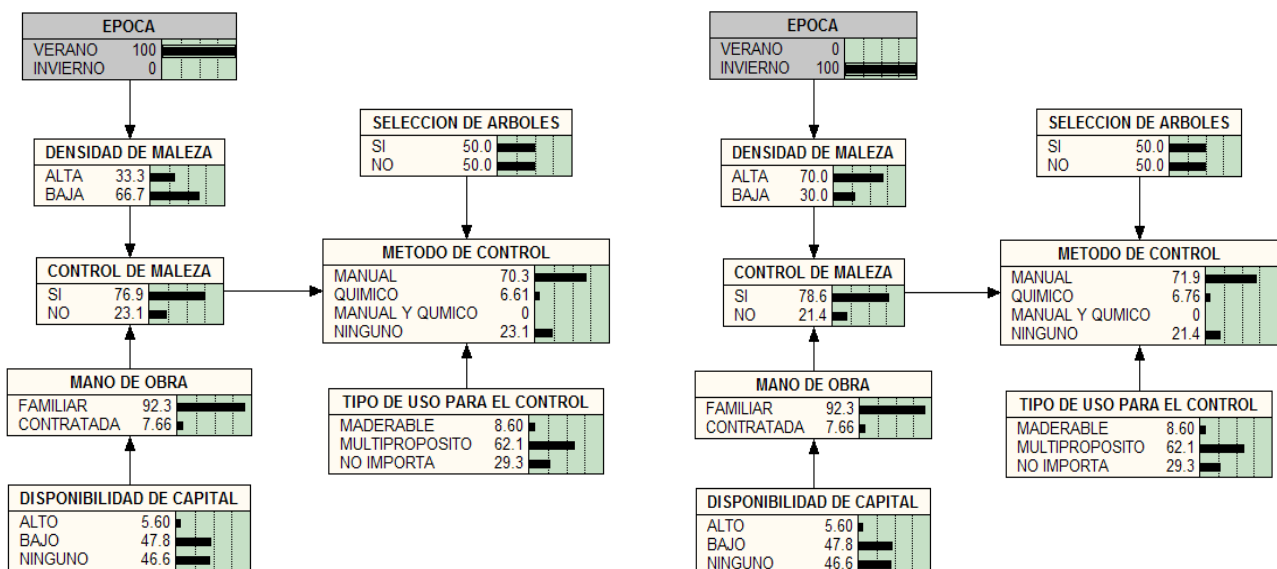 EPOCA
VERANO 100
INVIERNO 0
DENSIDAD DE MALEZA
ALTA 33.3
BAJA 66.7
SELECCION DE ARBOLES
SI 50.0
NO 50.0
CONTROL DE MALEZA
SI 76.9
NO 23.1
METODO DE CONTROL
MANUAL 70.3
QUIMICO 6.61
MANUAL Y QUMICO 0
NINGUNO 23.1
MANO DE OBRA
FAMILIAR 92.3
CONTRATADA 7.66
TIPO DE USO PARA EL CONTROL
MADERABLE 8.60
MULTIPROPOSITO 62.1
NO IMPORTA 29.3
DISPONIBILIDAD DE CAPITAL
ALTO 5.60
BAJO 47.8
NINGUNO 46.6
EPOCA
VERANO 0
INVIERNO 100
DENSIDAD DE MALEZA
ALTA 70.0
BAJA 30.0
SELECCION DE ARBOLES
SI 50.0
NO 50.0
CONTROL DE MALEZA
SI 78.6
NO 21.4
METODO DE CONTROL
MANUAL 71.9
QUIMICO 6.76
MANUAL Y QUMICO 0
NINGUNO 21.4
MANO DE OBRA
FAMILIAR 92.3
CONTRATADA 7.66
TIPO DE USO PARA EL CONTROL
MADERABLE 8.60
MULTIPROPOSITO 62.1
NO IMPORTA 29.3
DISPONIBILIDAD DE CAPITAL
ALTO 5.60
BAJO 47.8
NINGUNO 46.6